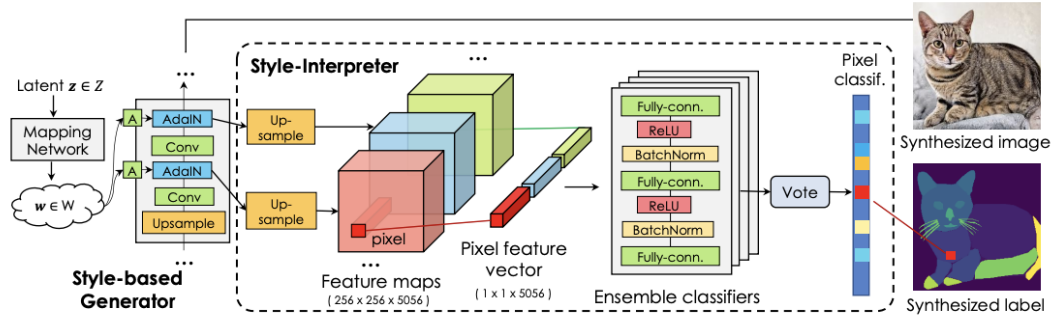 Latent z ∈ Z
Mapping
Network
w ∈ W
A
A
...
AdaIN
Conv
AdaIN
Conv
Upsample
...
Style-based
Generator
Style-Interpreter
Up-
sample
Up-
sample
...
pixel
...
Feature maps
( 256 x 256 x 5056 )
Pixel feature
vector
( 1 x 1 x 5056 )
Fully-conn.
ReLU
BatchNorm
Fully-conn.
ReLU
BatchNorm
Fully-conn.
Ensemble classifiers
Vote
Pixel
classif.
Synthesized image
Synthesized label